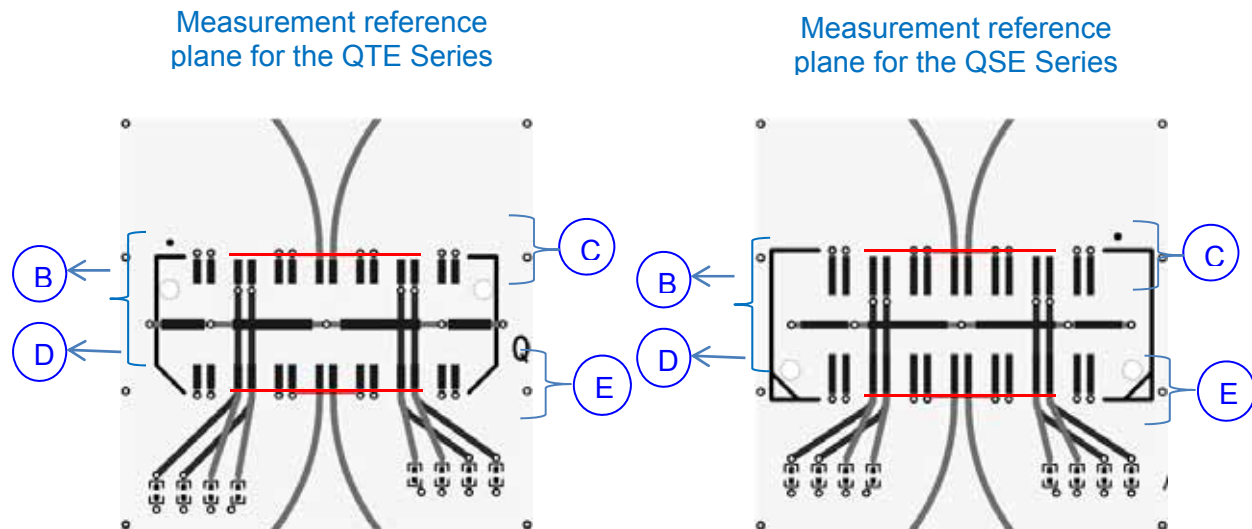 Measurement reference
plane for the QTE Series
Measurement reference
plane for the QSE Series
B
C
D
E
Q
B
C
D
E